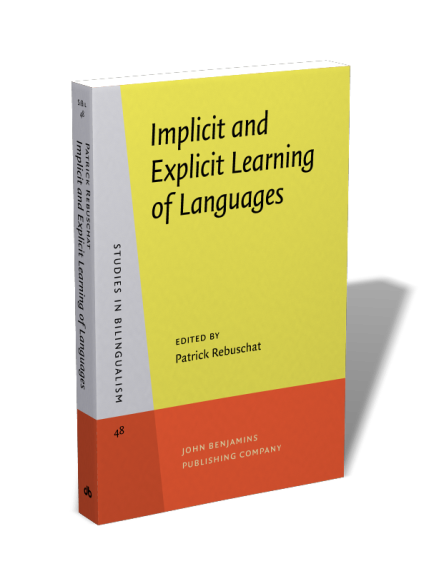 Implicit and
Explicit Learning
of Languages
EDITED BY
Patrick Rebuschat
JOHN BENJAMINS
PUBLISHING COMPANY
STUDIES IN BILINGUALISM
48
SiBiL
48
PATRICK REBUSCHAT
Implicit and Explicit Learning of Languages